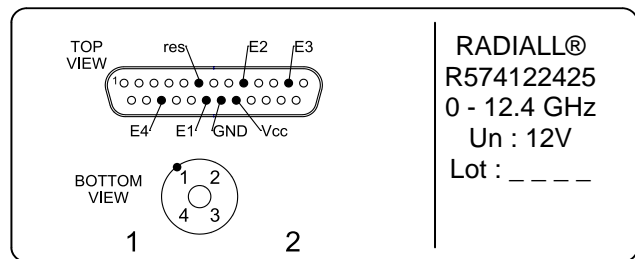 TOP VIEW
res
E2
E3
1
E4
E1
GND
Vcc
BOTTOM VIEW
1 2
4 3
1 2
RADIALL®
R574122425
0 - 12.4 GHz
Un : 12V
Lot : _ _ _ _